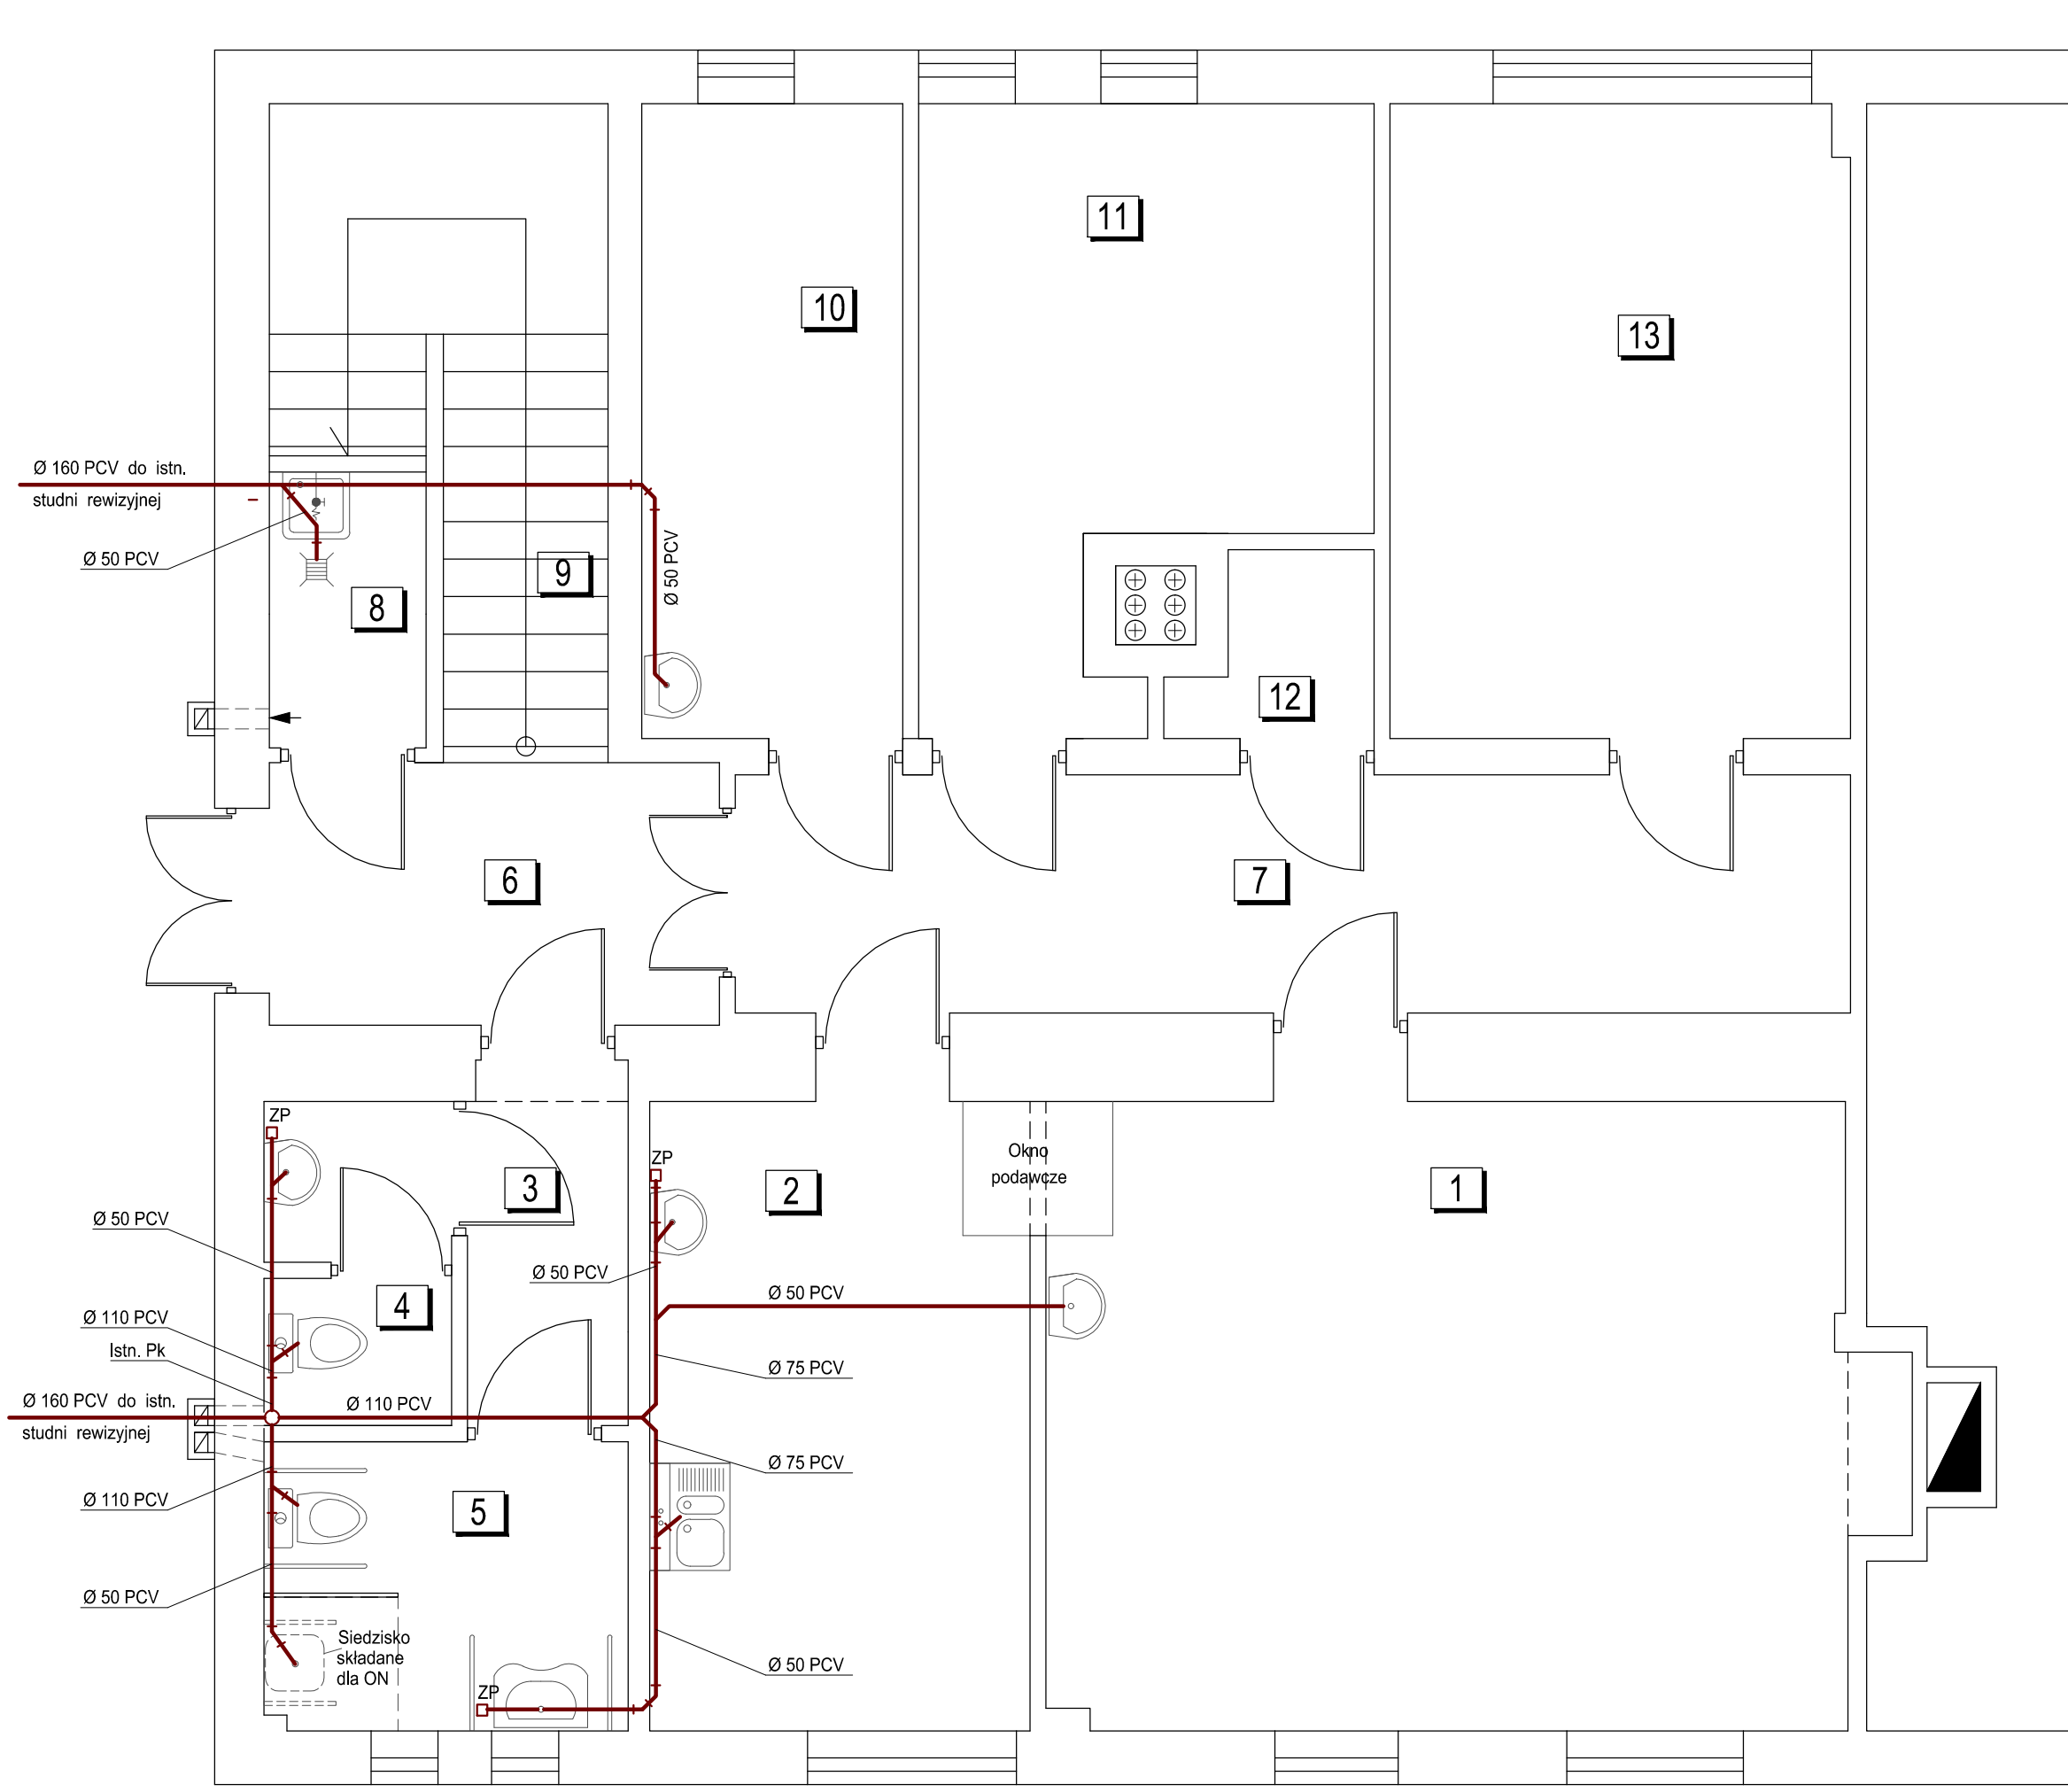 11
10
13
Ø 160 PCV do istn.
studni rewizyjnej
Ø 50 PCV
Ø 50 PCV
9
8
12
6
7
ZP
ZP
Okno
podawcze
3
2
1
Ø 50 PCV
Ø 50 PCV
Ø 50 PCV
4
Ø 110 PCV
Istn. Pk
Ø 75 PCV
Ø 160 PCV do istn.
studni rewizyjnej
Ø 110 PCV
Ø 75 PCV
Ø 110 PCV
5
Ø 50 PCV
Siedzisko
składane
dla ON
Ø 50 PCV
ZP